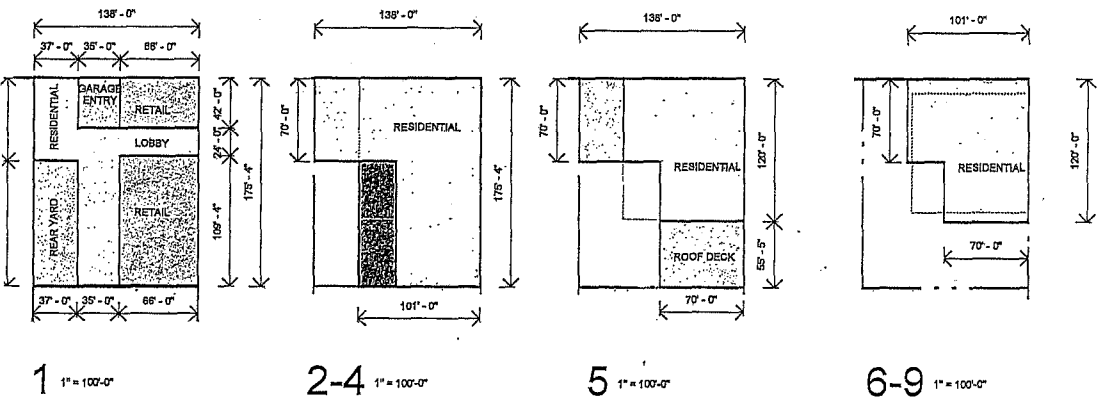 138' - 0"
138' - 0"
138' - 0"
101' - 0"
37' - 0"
35' - 0"
66' - 0"
RESIDENTIAL
GARAGE
ENTRY
RETAIL
LOBBY
REAR YARD
RETAIL
42' - 0"
24' - 0"
109' - 4"
175' - 4"
37' - 0"
35' - 0"
66' - 0"
70' - 0"
RESIDENTIAL
175' - 4"
101' - 0"
70' - 0"
RESIDENTIAL
ROOF DECK
120' - 0"
70' - 0"
70' - 0"
RESIDENTIAL
120' - 0"
70' - 0"
1 1" = 100'-0"
2-4 1" = 100'-0"
5 1" = 100'-0"
6-9 1" = 100'-0"